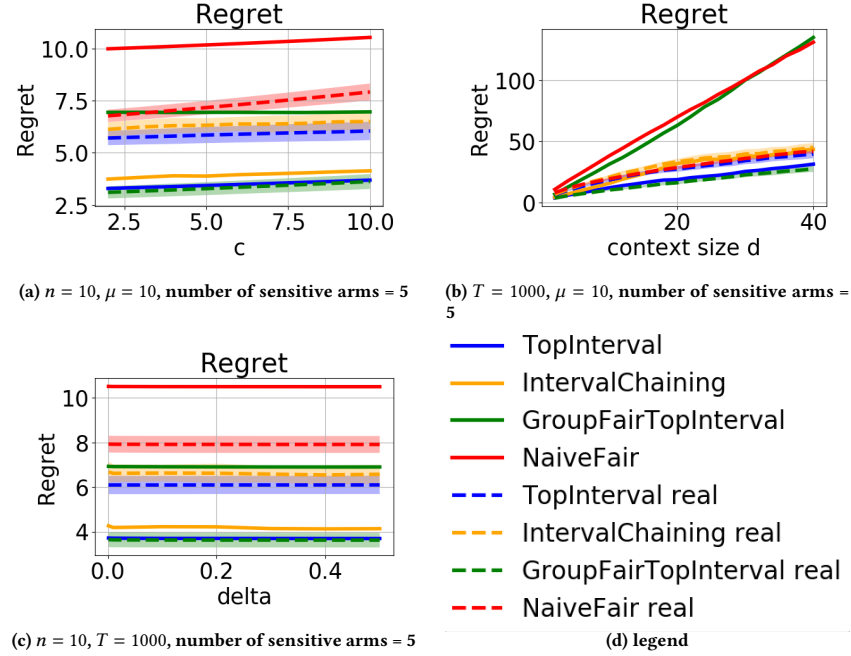 Regret
Regret
10.0
7.5
5.0
2.5
2.5
5.0
7.5
10.0
c
(a) n = 10, μ = 10, number of sensitive arms = 5
Regret
Regret
100
50
0
20
40
context size d
(b) T = 1000, μ = 10, number of sensitive arms =
5
Regret
Regret
10
8
6
4
0.0
0.2
0.4
delta
(c) n = 10, T = 1000, number of sensitive arms = 5
TopInterval
IntervalChaining
GroupFairTopInterval
NaiveFair
TopInterval real
IntervalChaining real
GroupFairTopInterval real
NaiveFair real
(d) legend